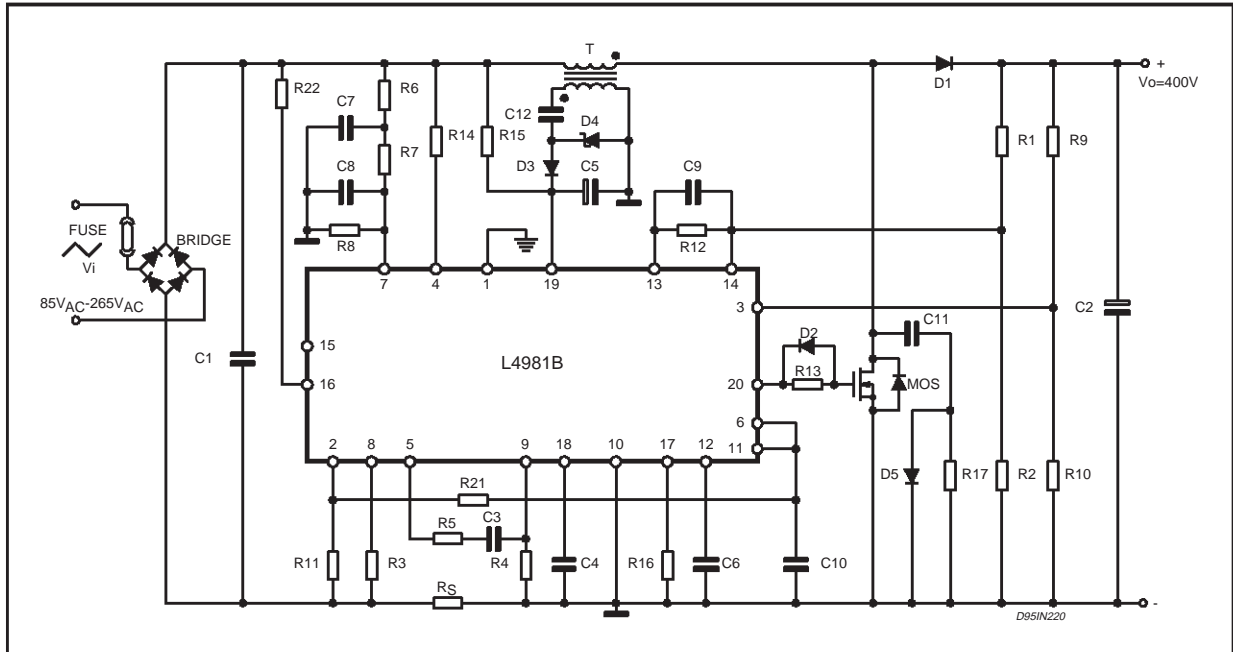 T
+
R22
R6
C7
D1
Vo=400V
C12
R14
R15
D4
R1
R9
R7
C8
D3
C5
C9
FUSE
BRIDGE
R8
R12
Vi
7
4
1
19
13
14
85VAC-265VAC
3
C2
C11
D2
15
C1
L4981B
16
20
R13
MOS
6
2
8
5
9
18
10
17
12
11
D5
R17
R2
R10
R21
R5
C3
R11
R3
R4
C4
R16
C6
C10
RS
-
D95IN220